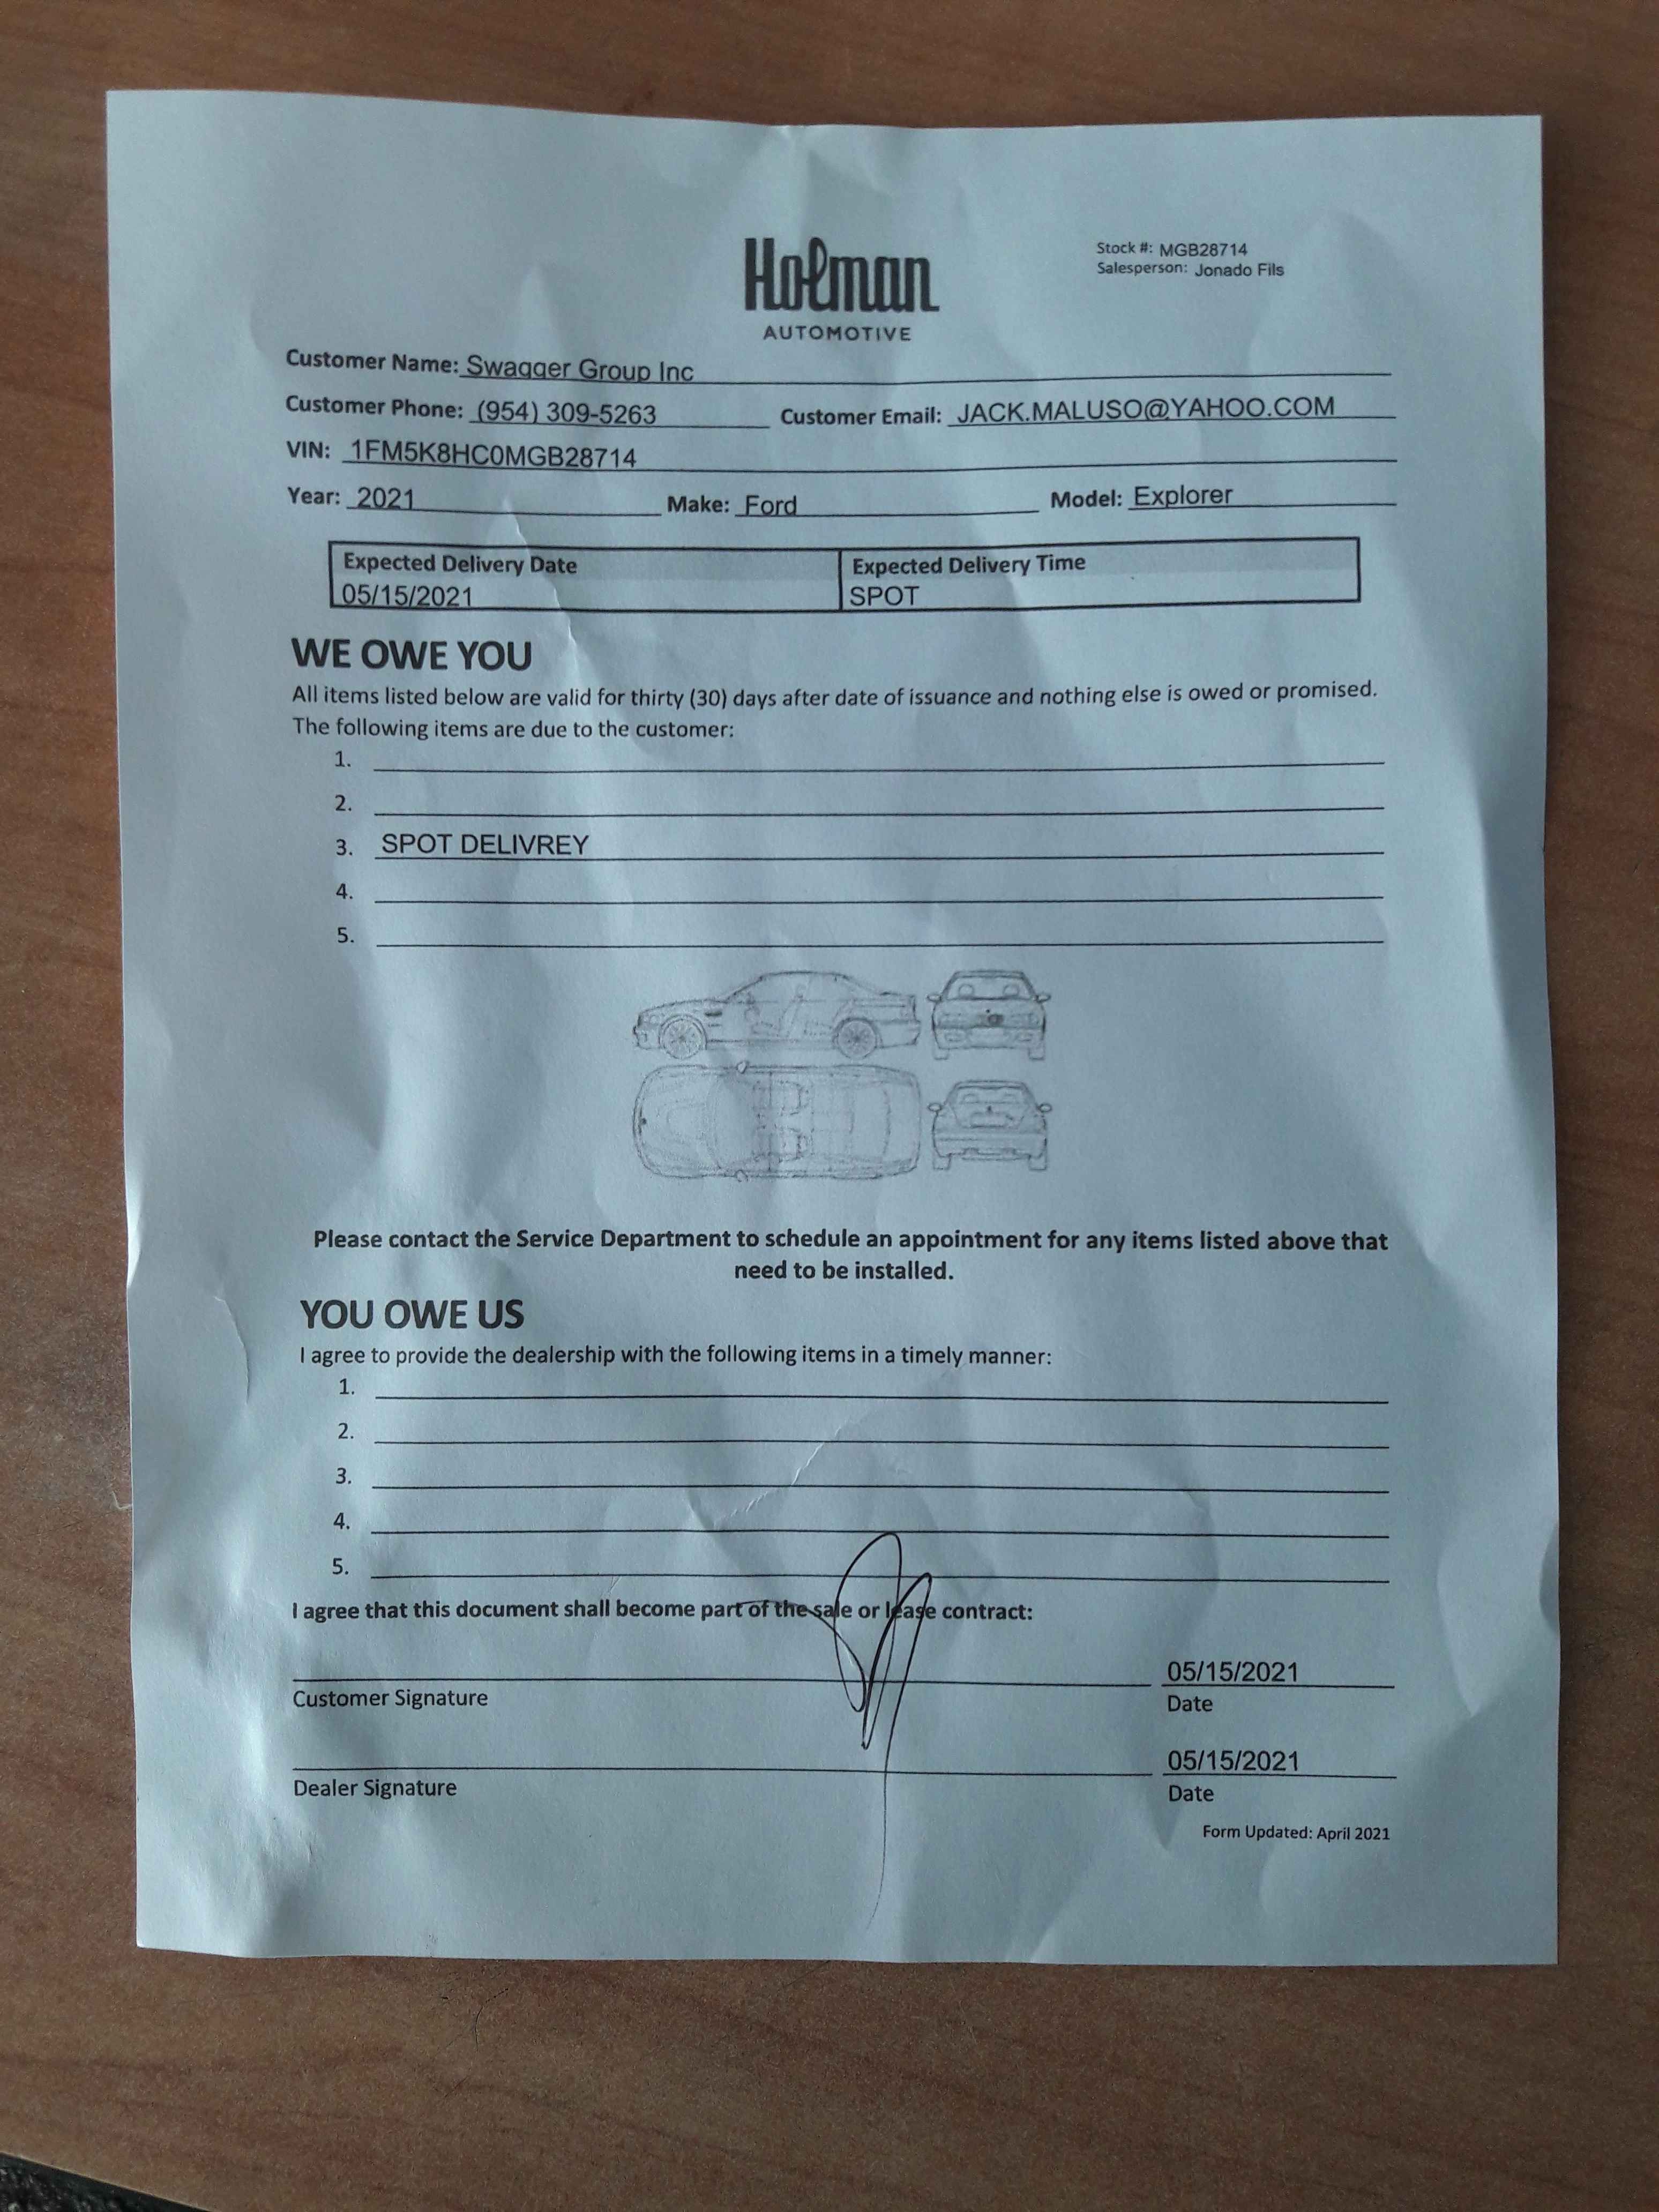 Holman
AUTOMOTIVE
Stock #: MGB28714
Salesperson: Jonado Fils
Customer Name: Swagger Group Inc
Customer Phone: (954) 309-5263 Customer Email: JACK.MALUSO@YAHOO.COM
VIN: 1FM5K8HC0MGB28714
Year: 2021 Make: Ford Model: Explorer
Expected Delivery Date Expected Delivery Time
05/15/2021 SPOT
WE OWE YOU
All items listed below are valid for thirty (30) days after date of issuance and nothing else is owed or promised.
The following items are due to the customer:
1.
2.
3. SPOT DELIVREY
4.
5.
Please contact the Service Department to schedule an appointment for any items listed above that
need to be installed.
YOU OWE US
I agree to provide the dealership with the following items in a timely manner:
1.
2.
3.
4.
5.
I agree that this document shall become part of the sale or lease contract:
05/15/2021
Customer Signature Date
05/15/2021
Dealer Signature Date
Form Updated: April 2021